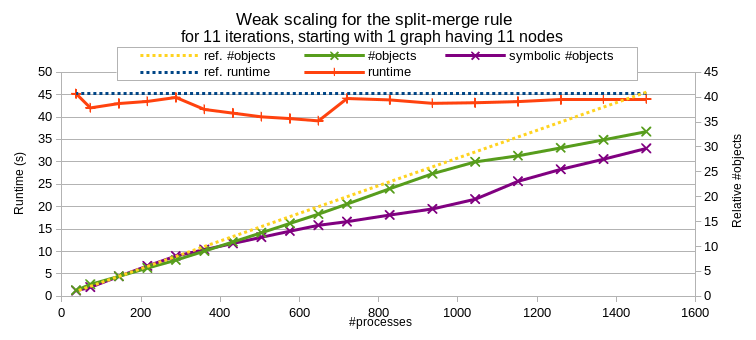 Weak scaling for the split-merge rule
for 11 iterations, starting with 1 graph having 11 nodes
ref. #objects #objects symbolic #objects
ref. runtime runtime
50 45
45 40
40 35
35 30
30 25
25 20
20 15
15 10
10 5
5 0
0
Runtime (s)
Relative #objects
0 200 400 600 800 1000 1200 1400 1600
#processes